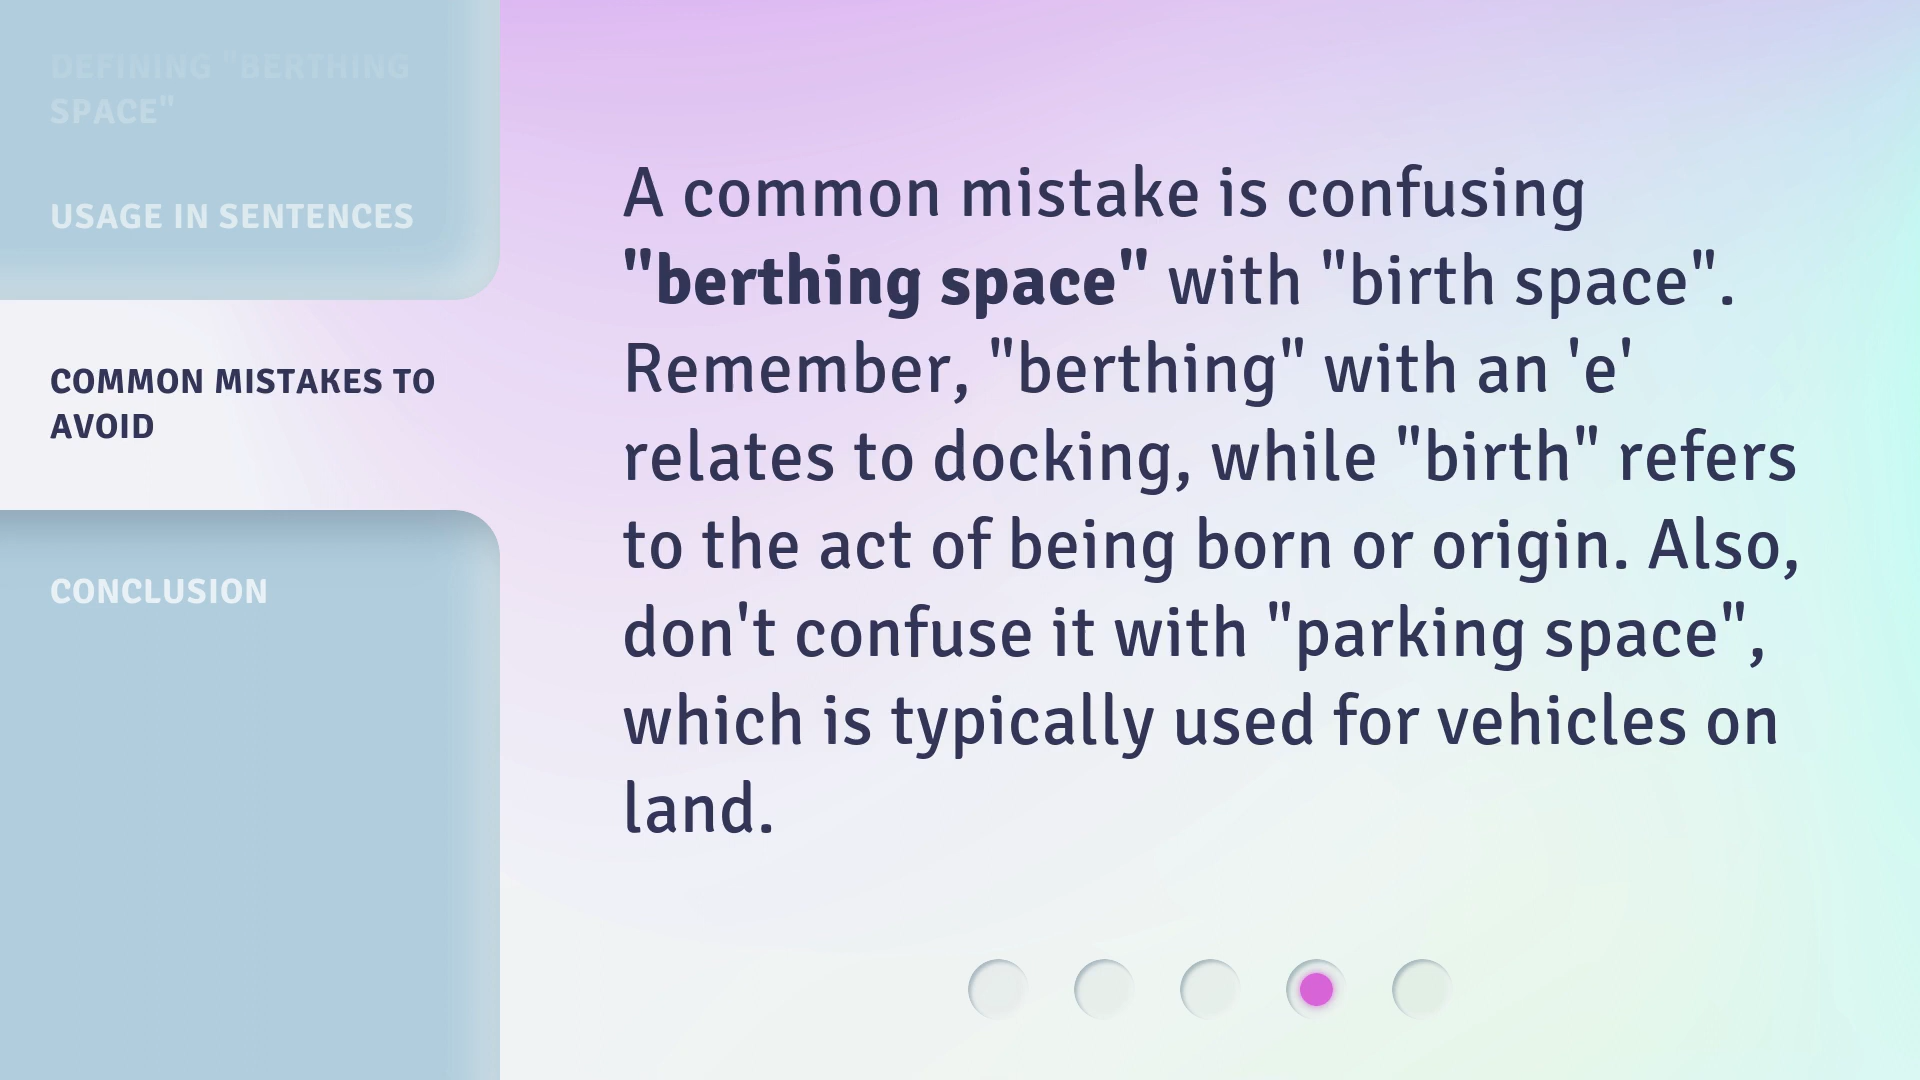 DEFINING "BERTHING
SPACE"
USAGE IN SENTENCES
COMMON MISTAKES TO
AVOID
CONCLUSION
A common mistake is confusing
"berthing space" with "birth space".
Remember, "berthing" with an 'e'
relates to docking, while "birth" refers
to the act of being born or origin. Also,
don't confuse it with "parking space",
which is typically used for vehicles on
land.